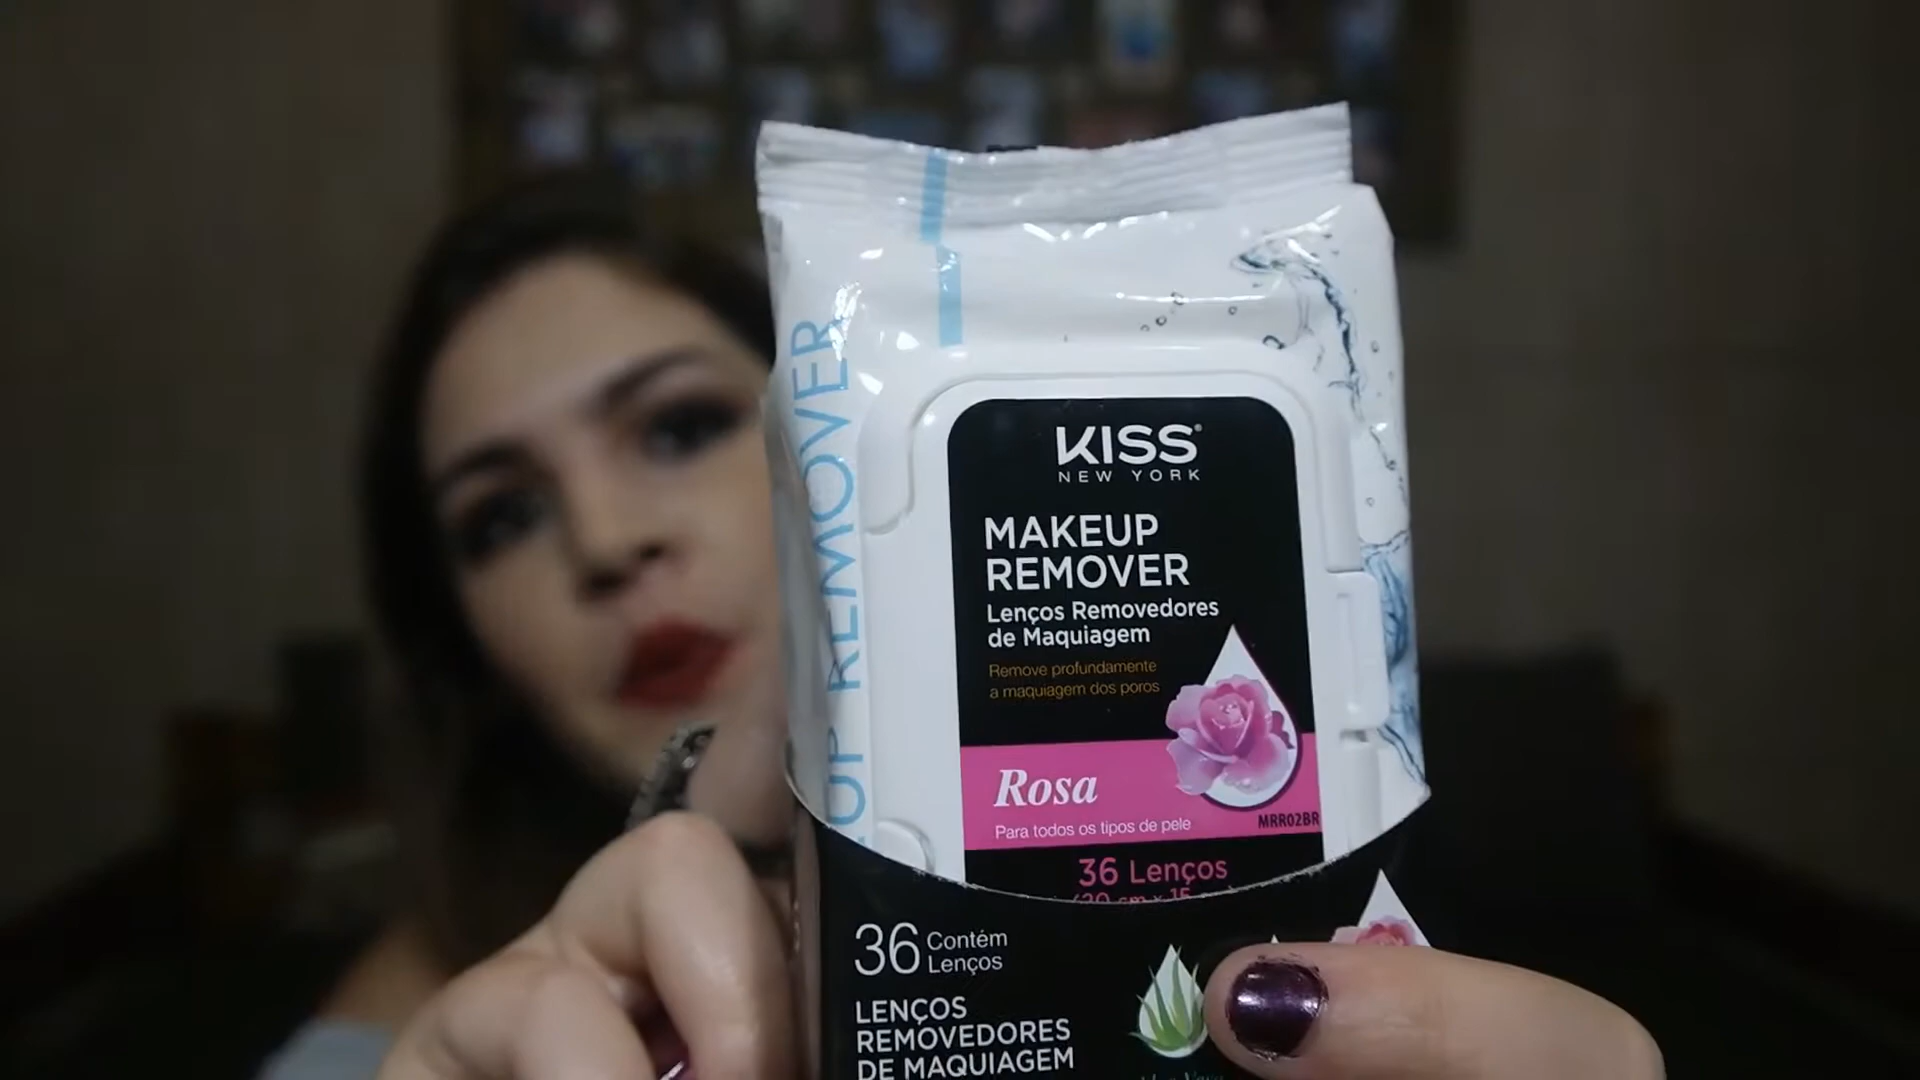 KISS®
NEW YORK
MAKEUP
REMOVER
Lenços Removedores
de Maquiagem
Remove profundamente
a maquiagem dos poros
Rosa
Para todos os tipos de pele
MRR02BR
36 Lenços
UP REMOVER
36 Contém
Lenços
LENÇOS
REMOVEDORES
DE MAQUIAGEM